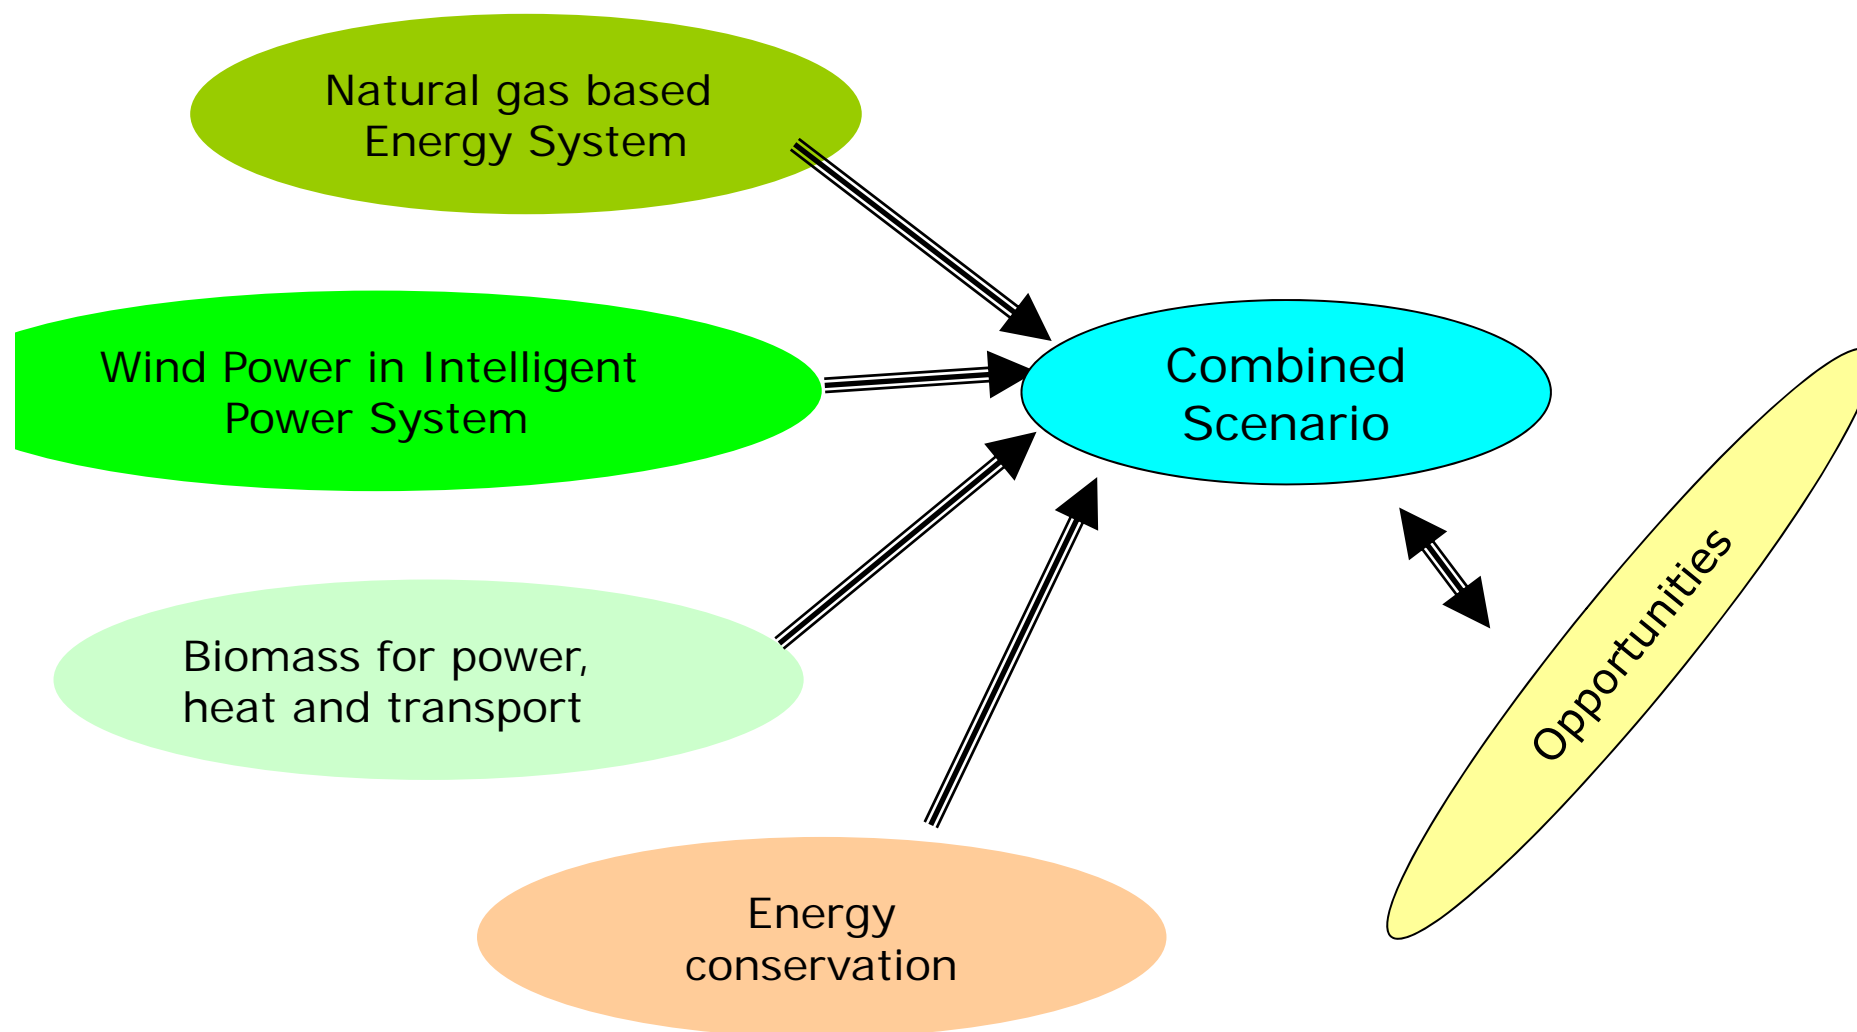 Natural gas based
Energy System
Wind Power in Intelligent
Power System
Combined
Scenario
Opportunities
Biomass for power,
heat and transport
Energy
conservation